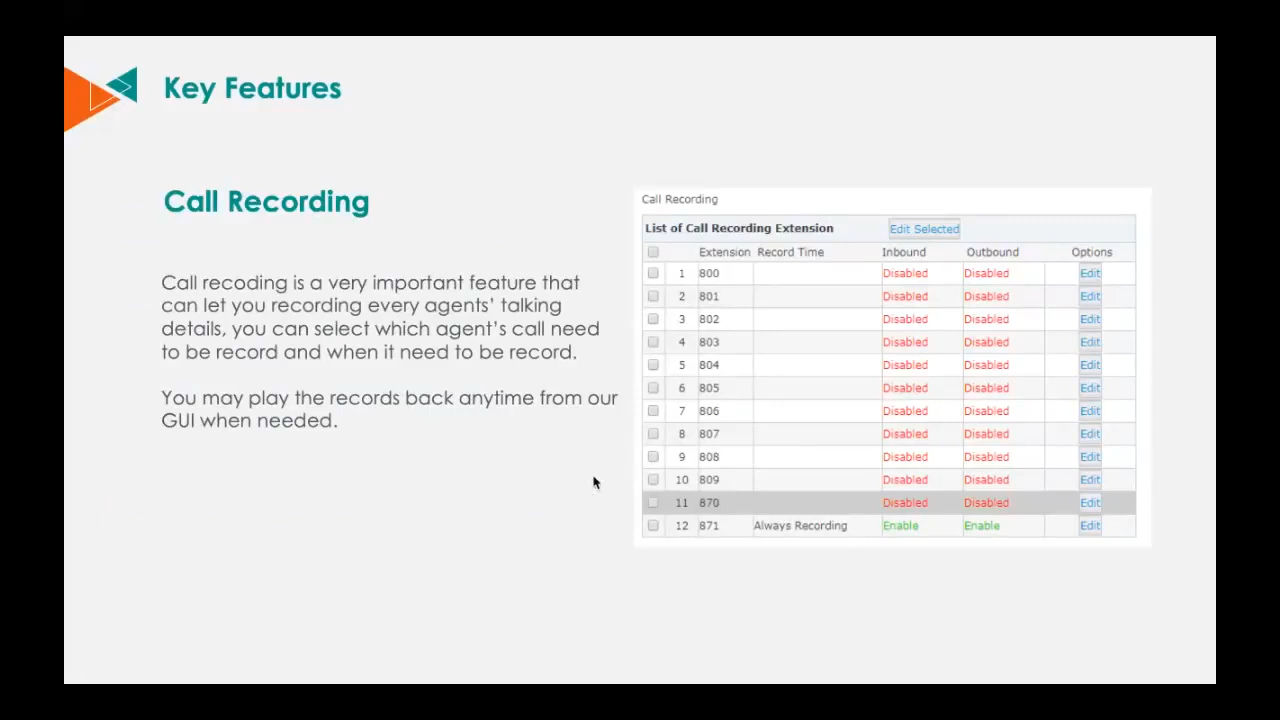 Key Features
Call Recording
Call recoding is a very important feature that
can let you recording every agents’ talking
details, you can select which agent’s call need
to be record and when it need to be record.
You may play the records back anytime from our
GUI when needed.
Call Recording
List of Call Recording Extension Edit Selected
Extension Record Time Inbound Outbound Options
1 800 Disabled Disabled Edit
2 801 Disabled Disabled Edit
3 802 Disabled Disabled Edit
4 803 Disabled Disabled Edit
5 804 Disabled Disabled Edit
6 805 Disabled Disabled Edit
7 806 Disabled Disabled Edit
8 807 Disabled Disabled Edit
9 808 Disabled Disabled Edit
10 809 Disabled Disabled Edit
11 870 Disabled Disabled Edit
12 871 Always Recording Enable Enable Edit